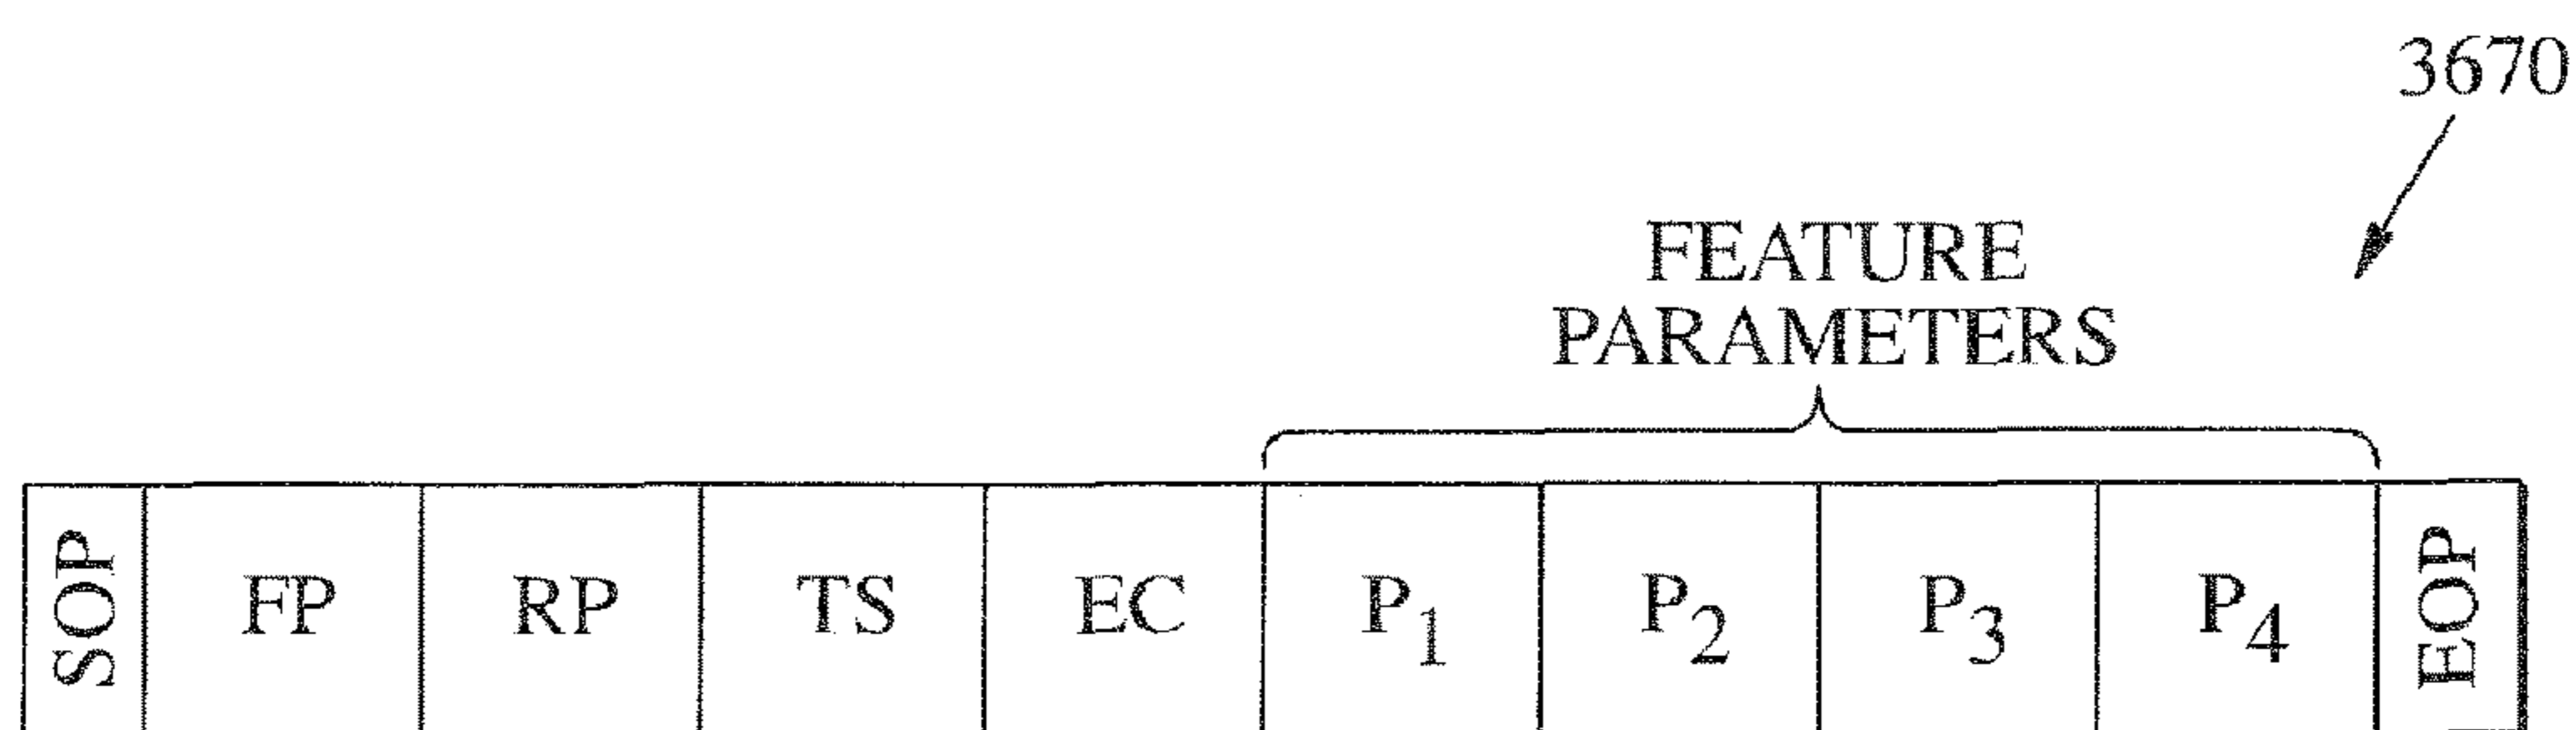 3670
FEATURE
PARAMETERS
SOP FP RP TS EC P1 P2 P3 P4 EOP